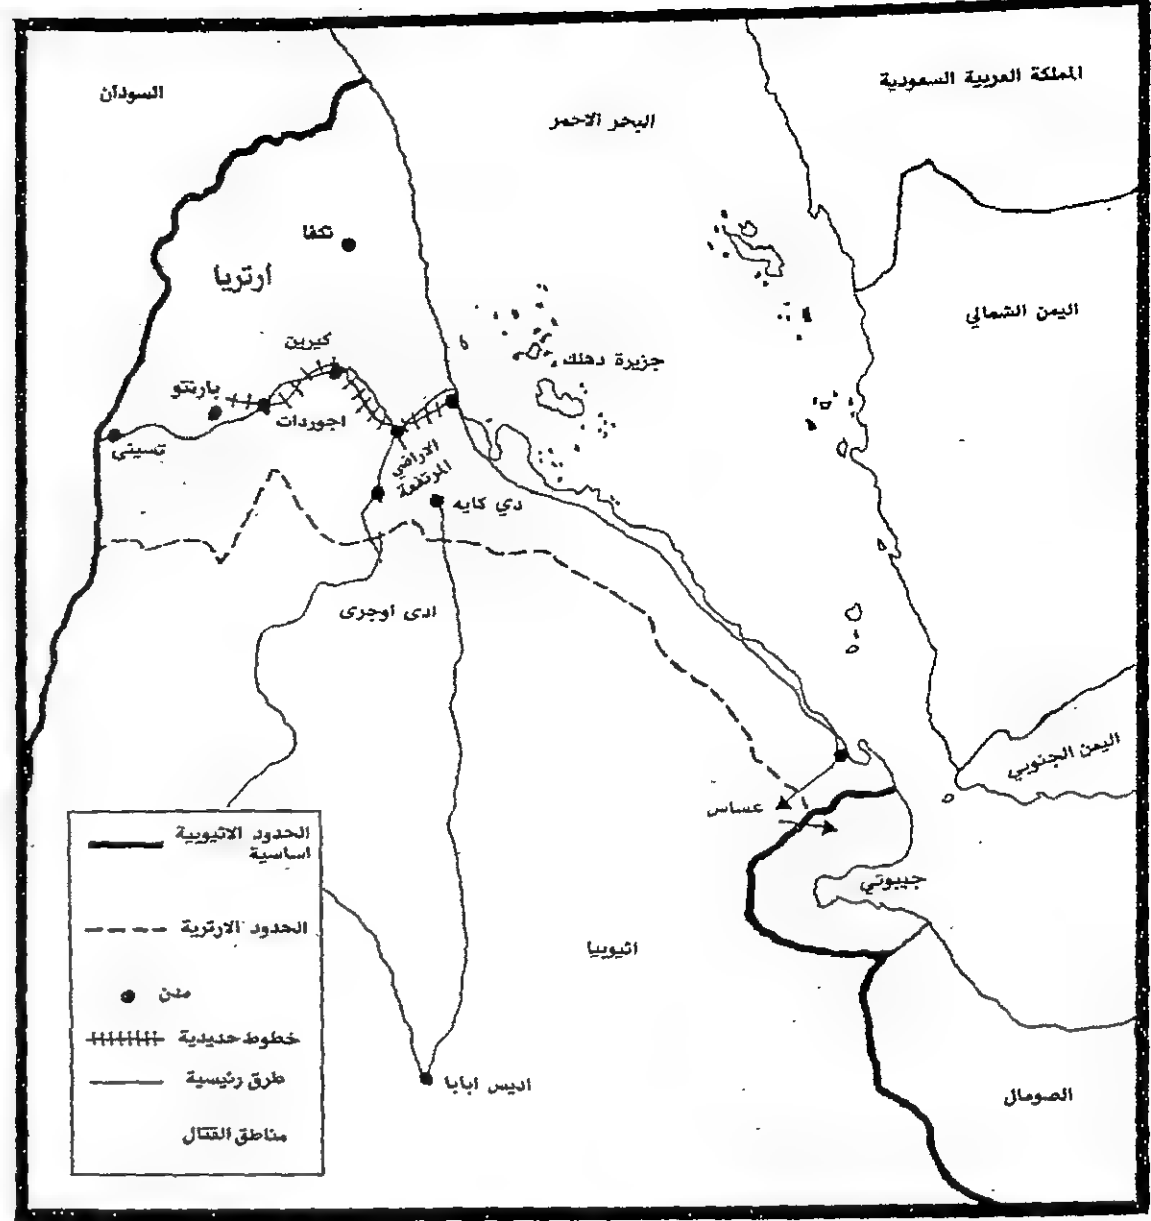 المملكة العربية السعودية
السودان
البحر الاحمر
تكفا
ارتريا
اليمن الشمالي
كيرين
جزيرة دهلك
بارنتو
اجوردات
تسيني
الاراضي
المرتفعة
دي كايه
ادى اوجرى
اليمن الجنوبي
عساس
جيبوتي
اثيوبيا
اديس ابابا
الصومال
الحدود الاثيوبية
اساسية
الحدود الارترية
مدن
خطوط حديدية
طرق رئيسية
مناطق القتال